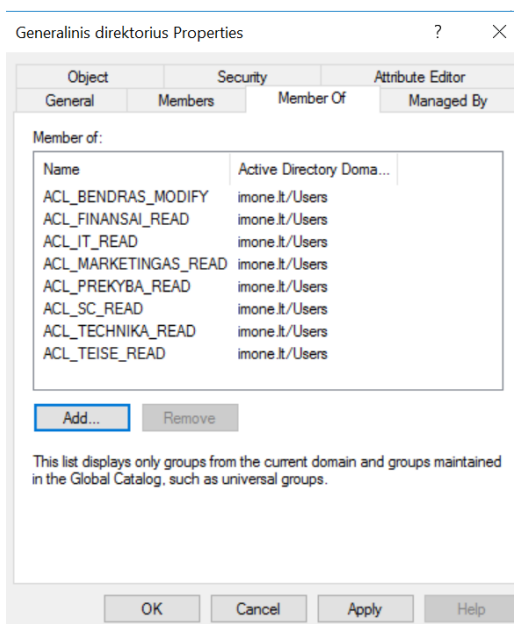 Generalinis direktorius Properties ?
Object Security Attribute Editor
General Members Member Of Managed By
Member of:
Name Active Directory Doma...
ACL_BENDRAS_MODIFY imone.lt/Users
ACL_FINANSAI_READ imone.lt/Users
ACL_IT_READ imone.lt/Users
ACL_MARKETINGAS_READ imone.lt/Users
ACL_PREKYBA_READ imone.lt/Users
ACL_SC_READ imone.lt/Users
ACL_TECHNIKA_READ imone.lt/Users
ACL_TEISE_READ imone.lt/Users
Add... Remove
This list displays only groups from the current domain and groups maintained
in the Global Catalog, such as universal groups.
OK Cancel Apply Help